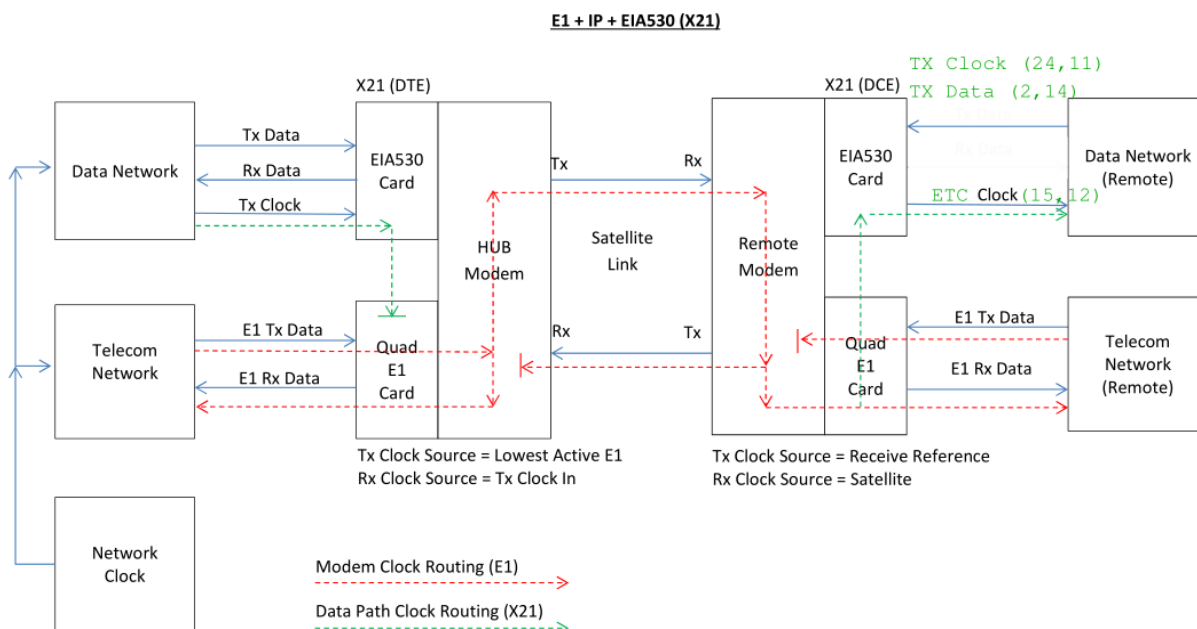 E1 + IP + EIA530 (X21)
X21 (DTE)
X21 (DCE)
TX Clock (24,11)
TX Data (2,14)
Data Network
Tx Data
Rx Data
Tx Clock
EIA530
Card
HUB
Modem
Tx
Rx
Satellite
Link
Remote
Modem
EIA530
Card
Tx Data
Rx Data
ETC Clock (15,12)
Data Network
(Remote)
Telecom
Network
E1 Tx Data
E1 Rx Data
Quad
E1
Card
Rx
Tx
Quad
E1
Card
E1 Tx Data
E1 Rx Data
Telecom
Network
(Remote)
Tx Clock Source = Lowest Active E1
Rx Clock Source = Tx Clock In
Tx Clock Source = Receive Reference
Rx Clock Source = Satellite
Network
Clock
Modem Clock Routing (E1)
Data Path Clock Routing (X21)